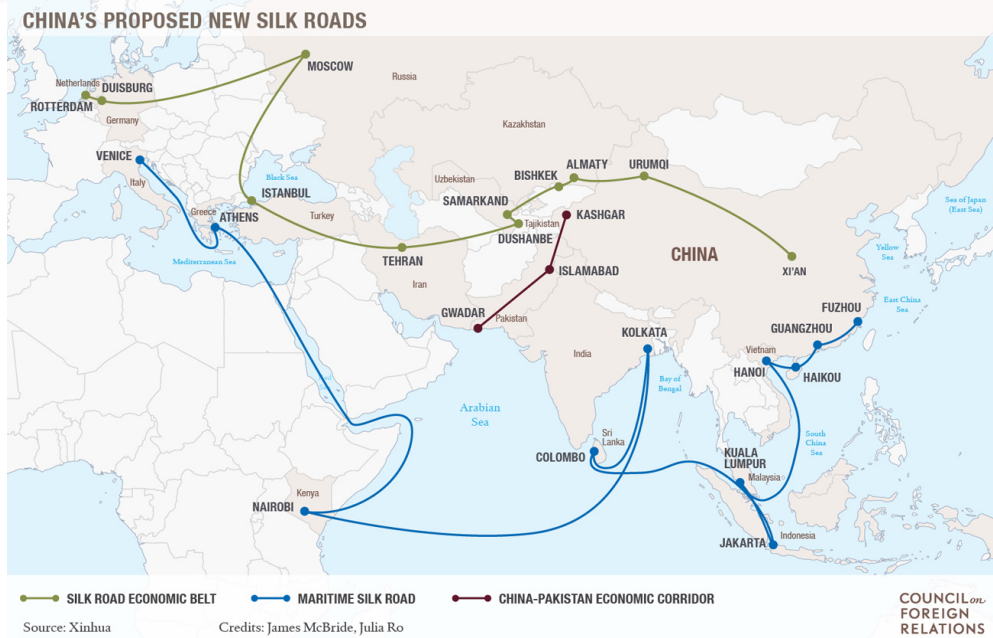 CHINA'S PROPOSED NEW SILK ROADS
MOSCOW
Russia
Netherlands
DUISBURG
ROTTERDAM
Germany
Kazakhstan
VENICE
Italy
Black Sea
ISTANBUL
Greece
ATHENS
Turkey
Mediterranean Sea
Uzbekistan
BISHKEK
ALMATY
URUMQI
SAMARKAND
Tajikistan
DUSHANBE
KASHGAR
TEHRAN
Iran
ISLAMABAD
CHINA
XI'AN
Sea of Japan
(East Sea)
Yellow
Sea
East China
Sea
GWADAR
Pakistan
KOLKATA
India
FUZHOU
GUANGZHOU
Vietnam
HANOI
HAIKOU
Bay of
Bengal
Arabian
Sea
Sri
Lanka
COLOMBO
South
China
Sea
KUALA
LUMPUR
Malaysia
Kenya
NAIROBI
JAKARTA
Indonesia
SILK ROAD ECONOMIC BELT
MARITIME SILK ROAD
CHINA-PAKISTAN ECONOMIC CORRIDOR
Source: Xinhua
Credits: James McBride, Julia Ro
COUNCIL on
FOREIGN
RELATIONS